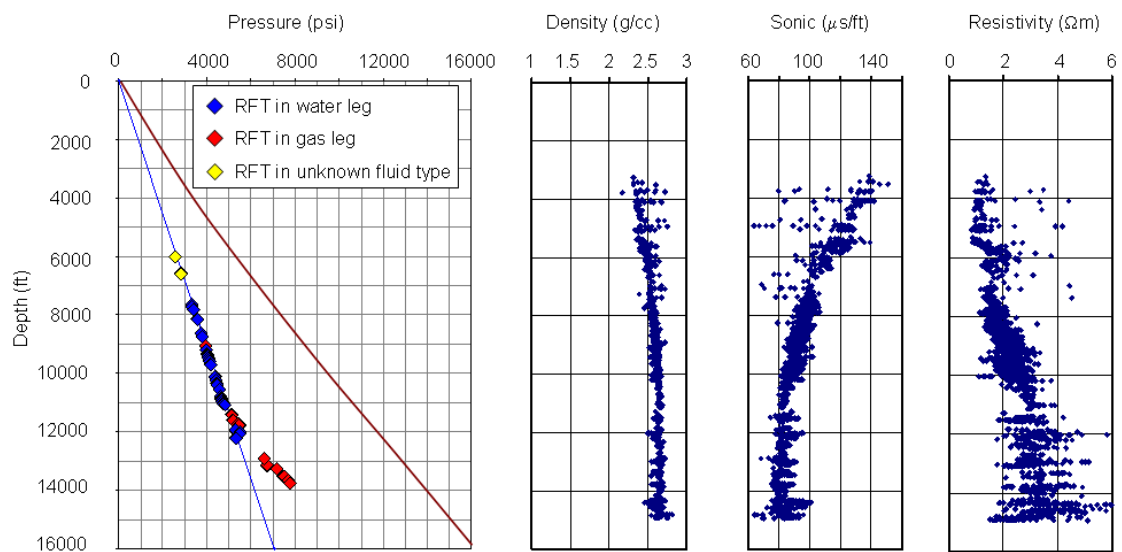 Pressure (psi)
0 4000 8000 12000 16000
0
2000
4000
6000
8000
10000
12000
14000
16000
Depth (ft)
RFT in water leg
RFT in gas leg
RFT in unknown fluid type
Density (g/cc)
1 1.5 2 2.5 3
Sonic (μs/ft)
60 100 140
Resistivity (Ωm)
0 2 4 6